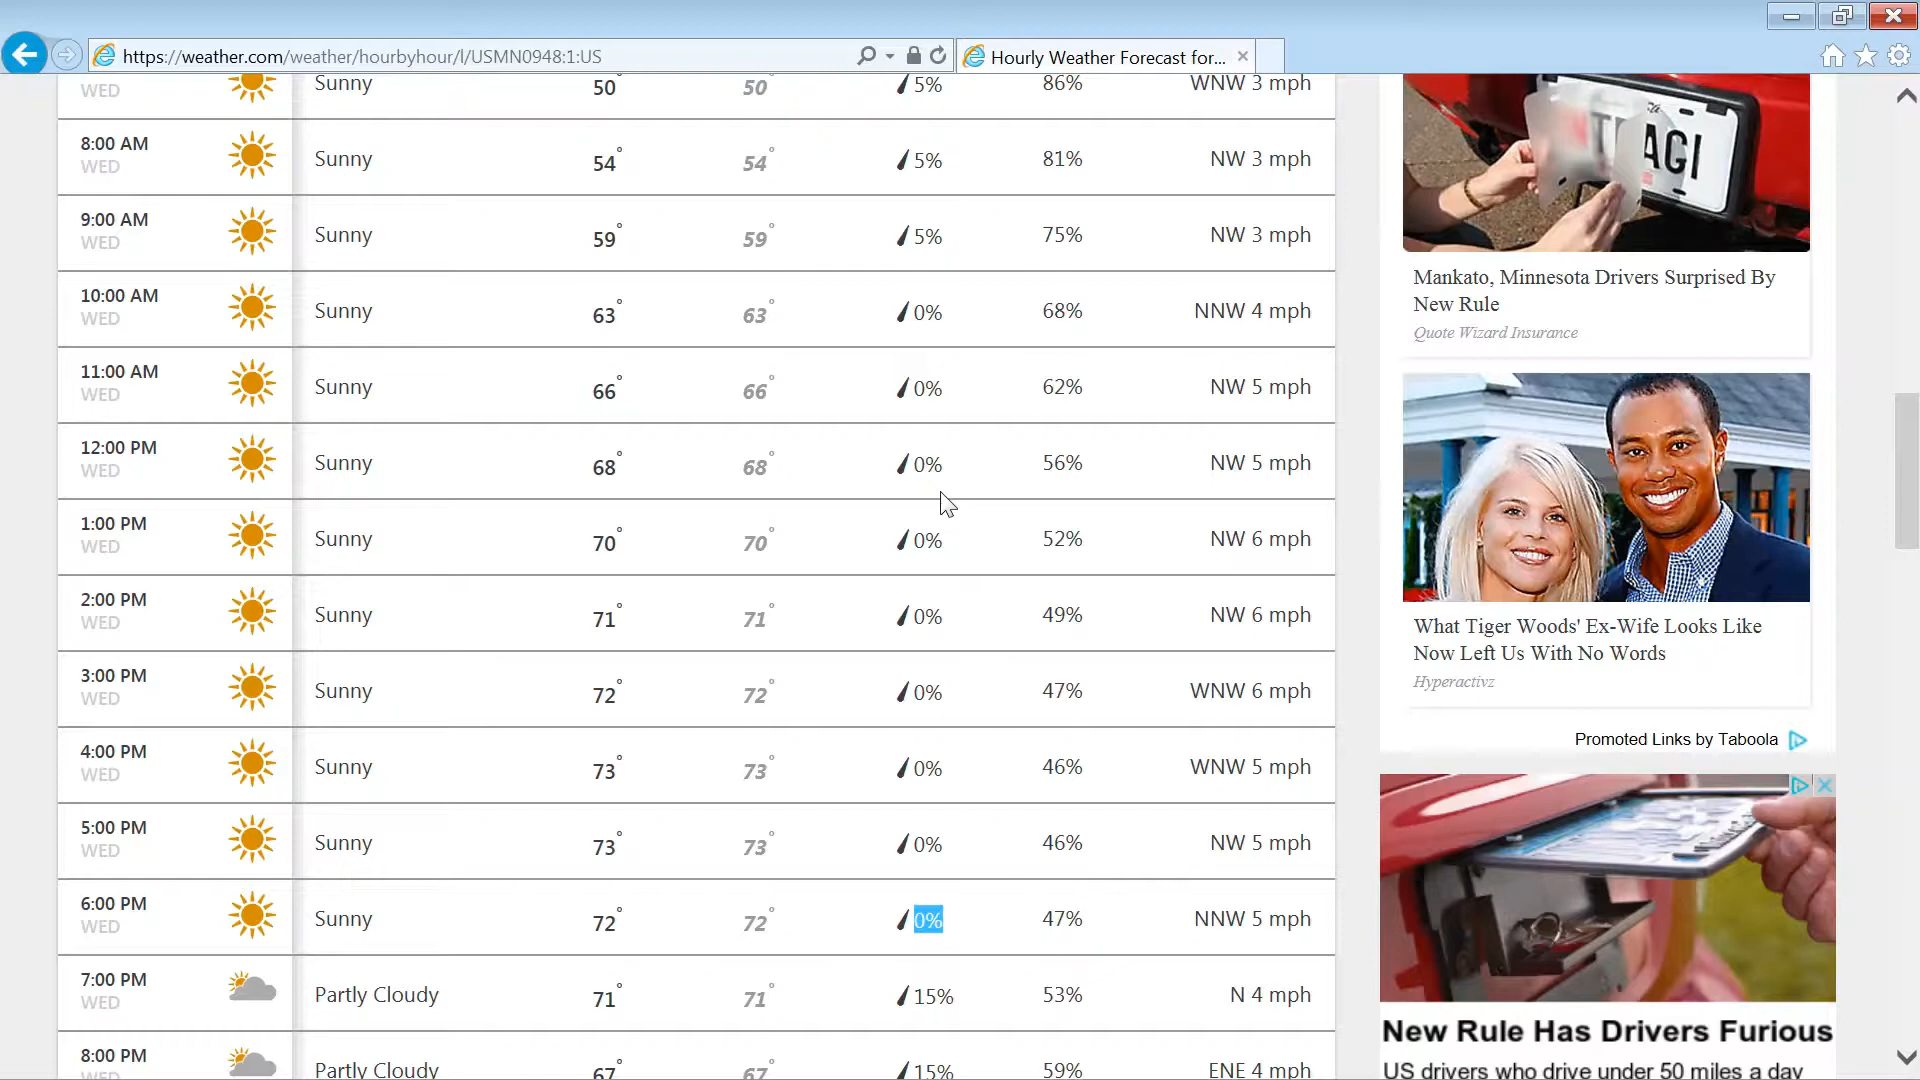 https://weather.com/weather/hourbyhour/l/USMN0948:1:US
Hourly Weather Forecast for...
WED Sunny 50° 50° 5% 86% WNW 3 mph
8:00 AM
WED Sunny 54° 54° 5% 81% NW 3 mph
9:00 AM
WED Sunny 59° 59° 5% 75% NW 3 mph
10:00 AM
WED Sunny 63° 63° 0% 68% NNW 4 mph
11:00 AM
WED Sunny 66° 66° 0% 62% NW 5 mph
12:00 PM
WED Sunny 68° 68° 0% 56% NW 5 mph
1:00 PM
WED Sunny 70° 70° 0% 52% NW 6 mph
2:00 PM
WED Sunny 71° 71° 0% 49% NW 6 mph
3:00 PM
WED Sunny 72° 72° 0% 47% WNW 6 mph
4:00 PM
WED Sunny 73° 73° 0% 46% WNW 5 mph
5:00 PM
WED Sunny 73° 73° 0% 46% NW 5 mph
6:00 PM
WED Sunny 72° 72° 0% 47% NNW 5 mph
7:00 PM
WED Partly Cloudy 71° 71° 15% 53% N 4 mph
8:00 PM
WED Partly Cloudy 67° 67° 15% 59% ENE 4 mph
AGI
Mankato, Minnesota Drivers Surprised By
New Rule
Quote Wizard Insurance
What Tiger Woods' Ex-Wife Looks Like
Now Left Us With No Words
Hyperactivz
Promoted Links by Taboola
New Rule Has Drivers Furious
US drivers who drive under 50 miles a day